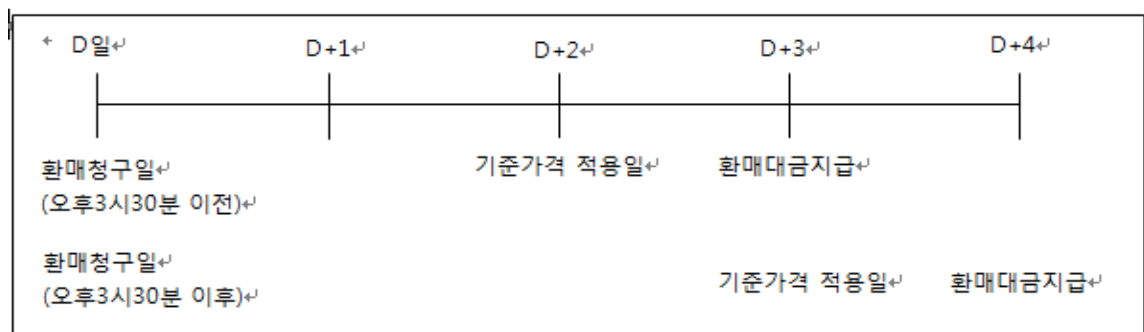 D일 D+1 D+2 D+3 D+4
환매청구일 기준가격 적용일 환매대금지급
(오후3시30분 이전)
환매청구일
(오후3시30분 이후) 기준가격 적용일 환매대금지급